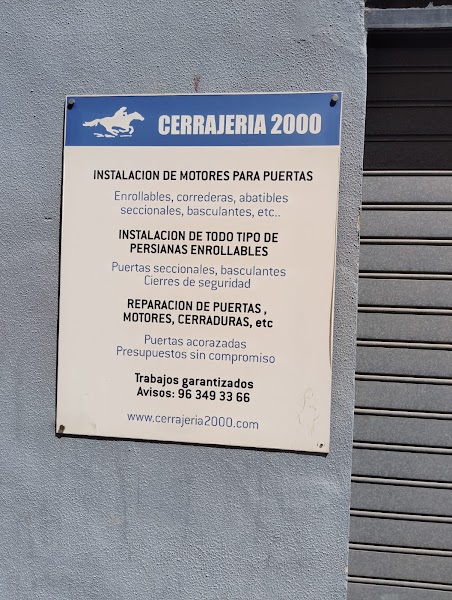 CERRAJERIA 2000
INSTALACION DE MOTORES PARA PUERTAS
Enrollables, correderas, abatibles
seccionales, basculantes, etc..
INSTALACION DE TODO TIPO DE
PERSIANAS ENROLLABLES
Puertas seccionales, basculantes
Cierres de seguridad
REPARACION DE PUERTAS ,
MOTORES, CERRADURAS, etc
Puertas acorazadas
Presupuestos sin compromiso
Trabajos garantizados
Avisos: 96 349 33 66
www.cerrajeria2000.com